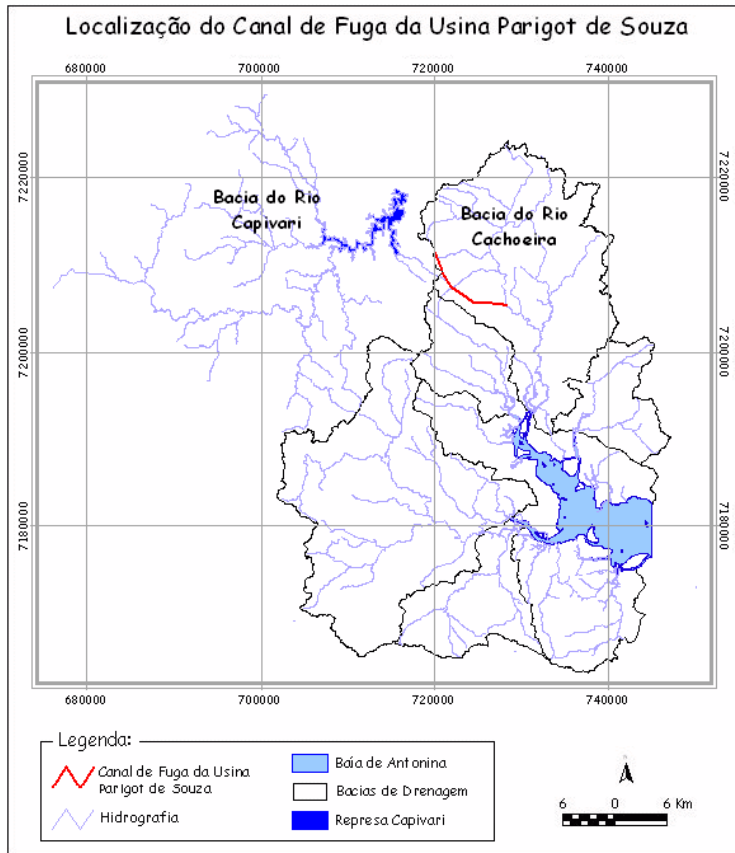 Localização do Canal de Fuga da Usina Parigot de Souza
680000 700000 720000 740000
7220000 7220000
Bacia do Rio
Capivari
Bacia do Rio
Cachoeira
7200000 7200000
7180000 7180000
680000 700000 720000 740000
Legenda:
Canal de Fuga da Usina
Parigot de Souza
Hidrografia
Baía de Antonina
Bacias de Drenagem
Represa Capivari
6 0 6 Km